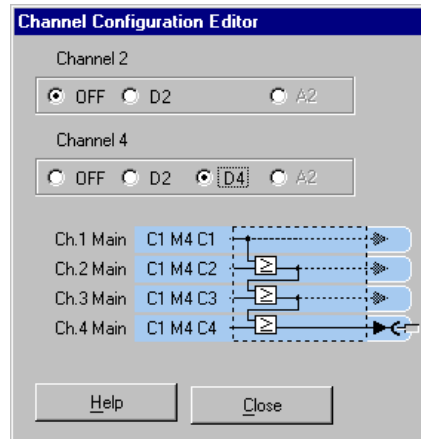 Channel Configuration Editor
Channel 2
OFF D2 A2
Channel 4
OFF D2 D4 A2
Ch.1 Main C1 M4 C1
Ch.2 Main C1 M4 C2
≥
Ch.3 Main C1 M4 C3
≥
Ch.4 Main C1 M4 C4
≥
Help Close